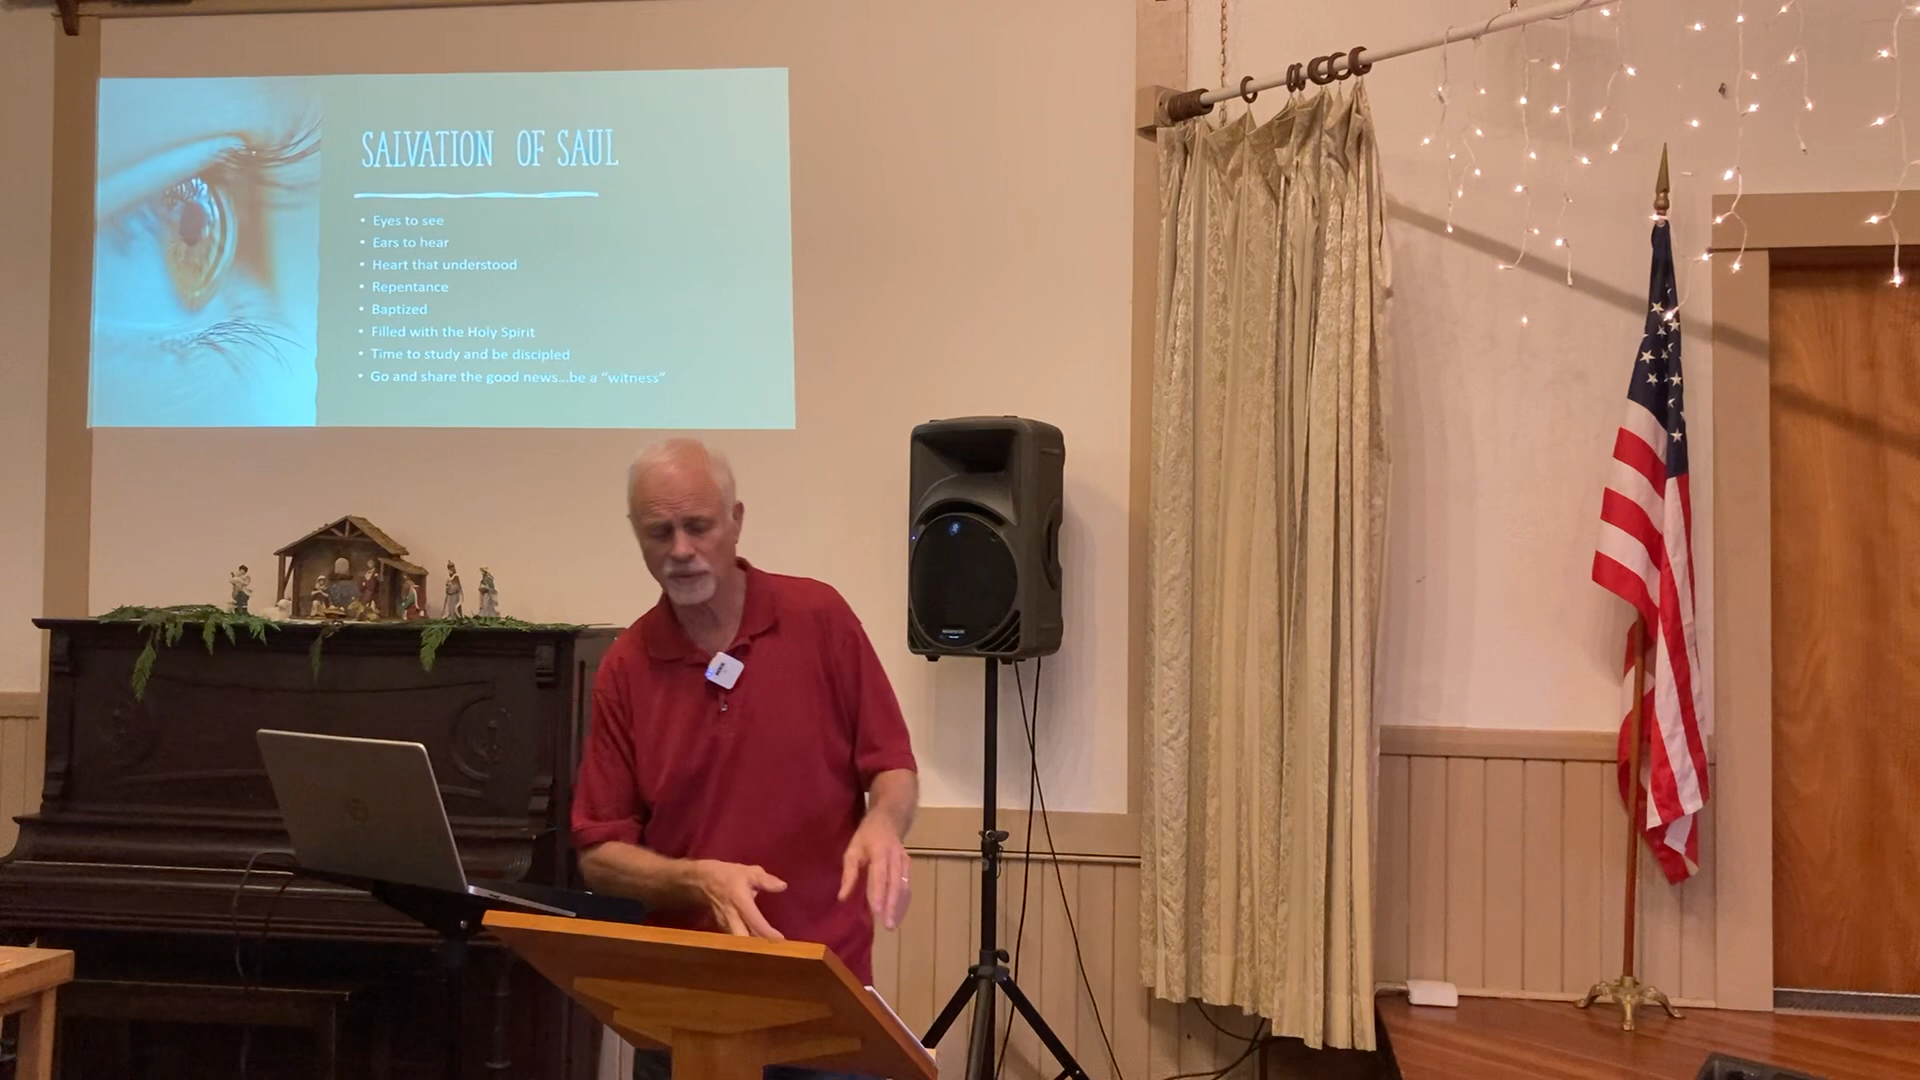 SALVATION OF SAUL
• Eyes to see
• Ears to hear
• Heart that understood
• Repentance
• Baptized
• Filled with the Holy Spirit
• Time to study and be discipled
• Go and share the good news...be a "witness"